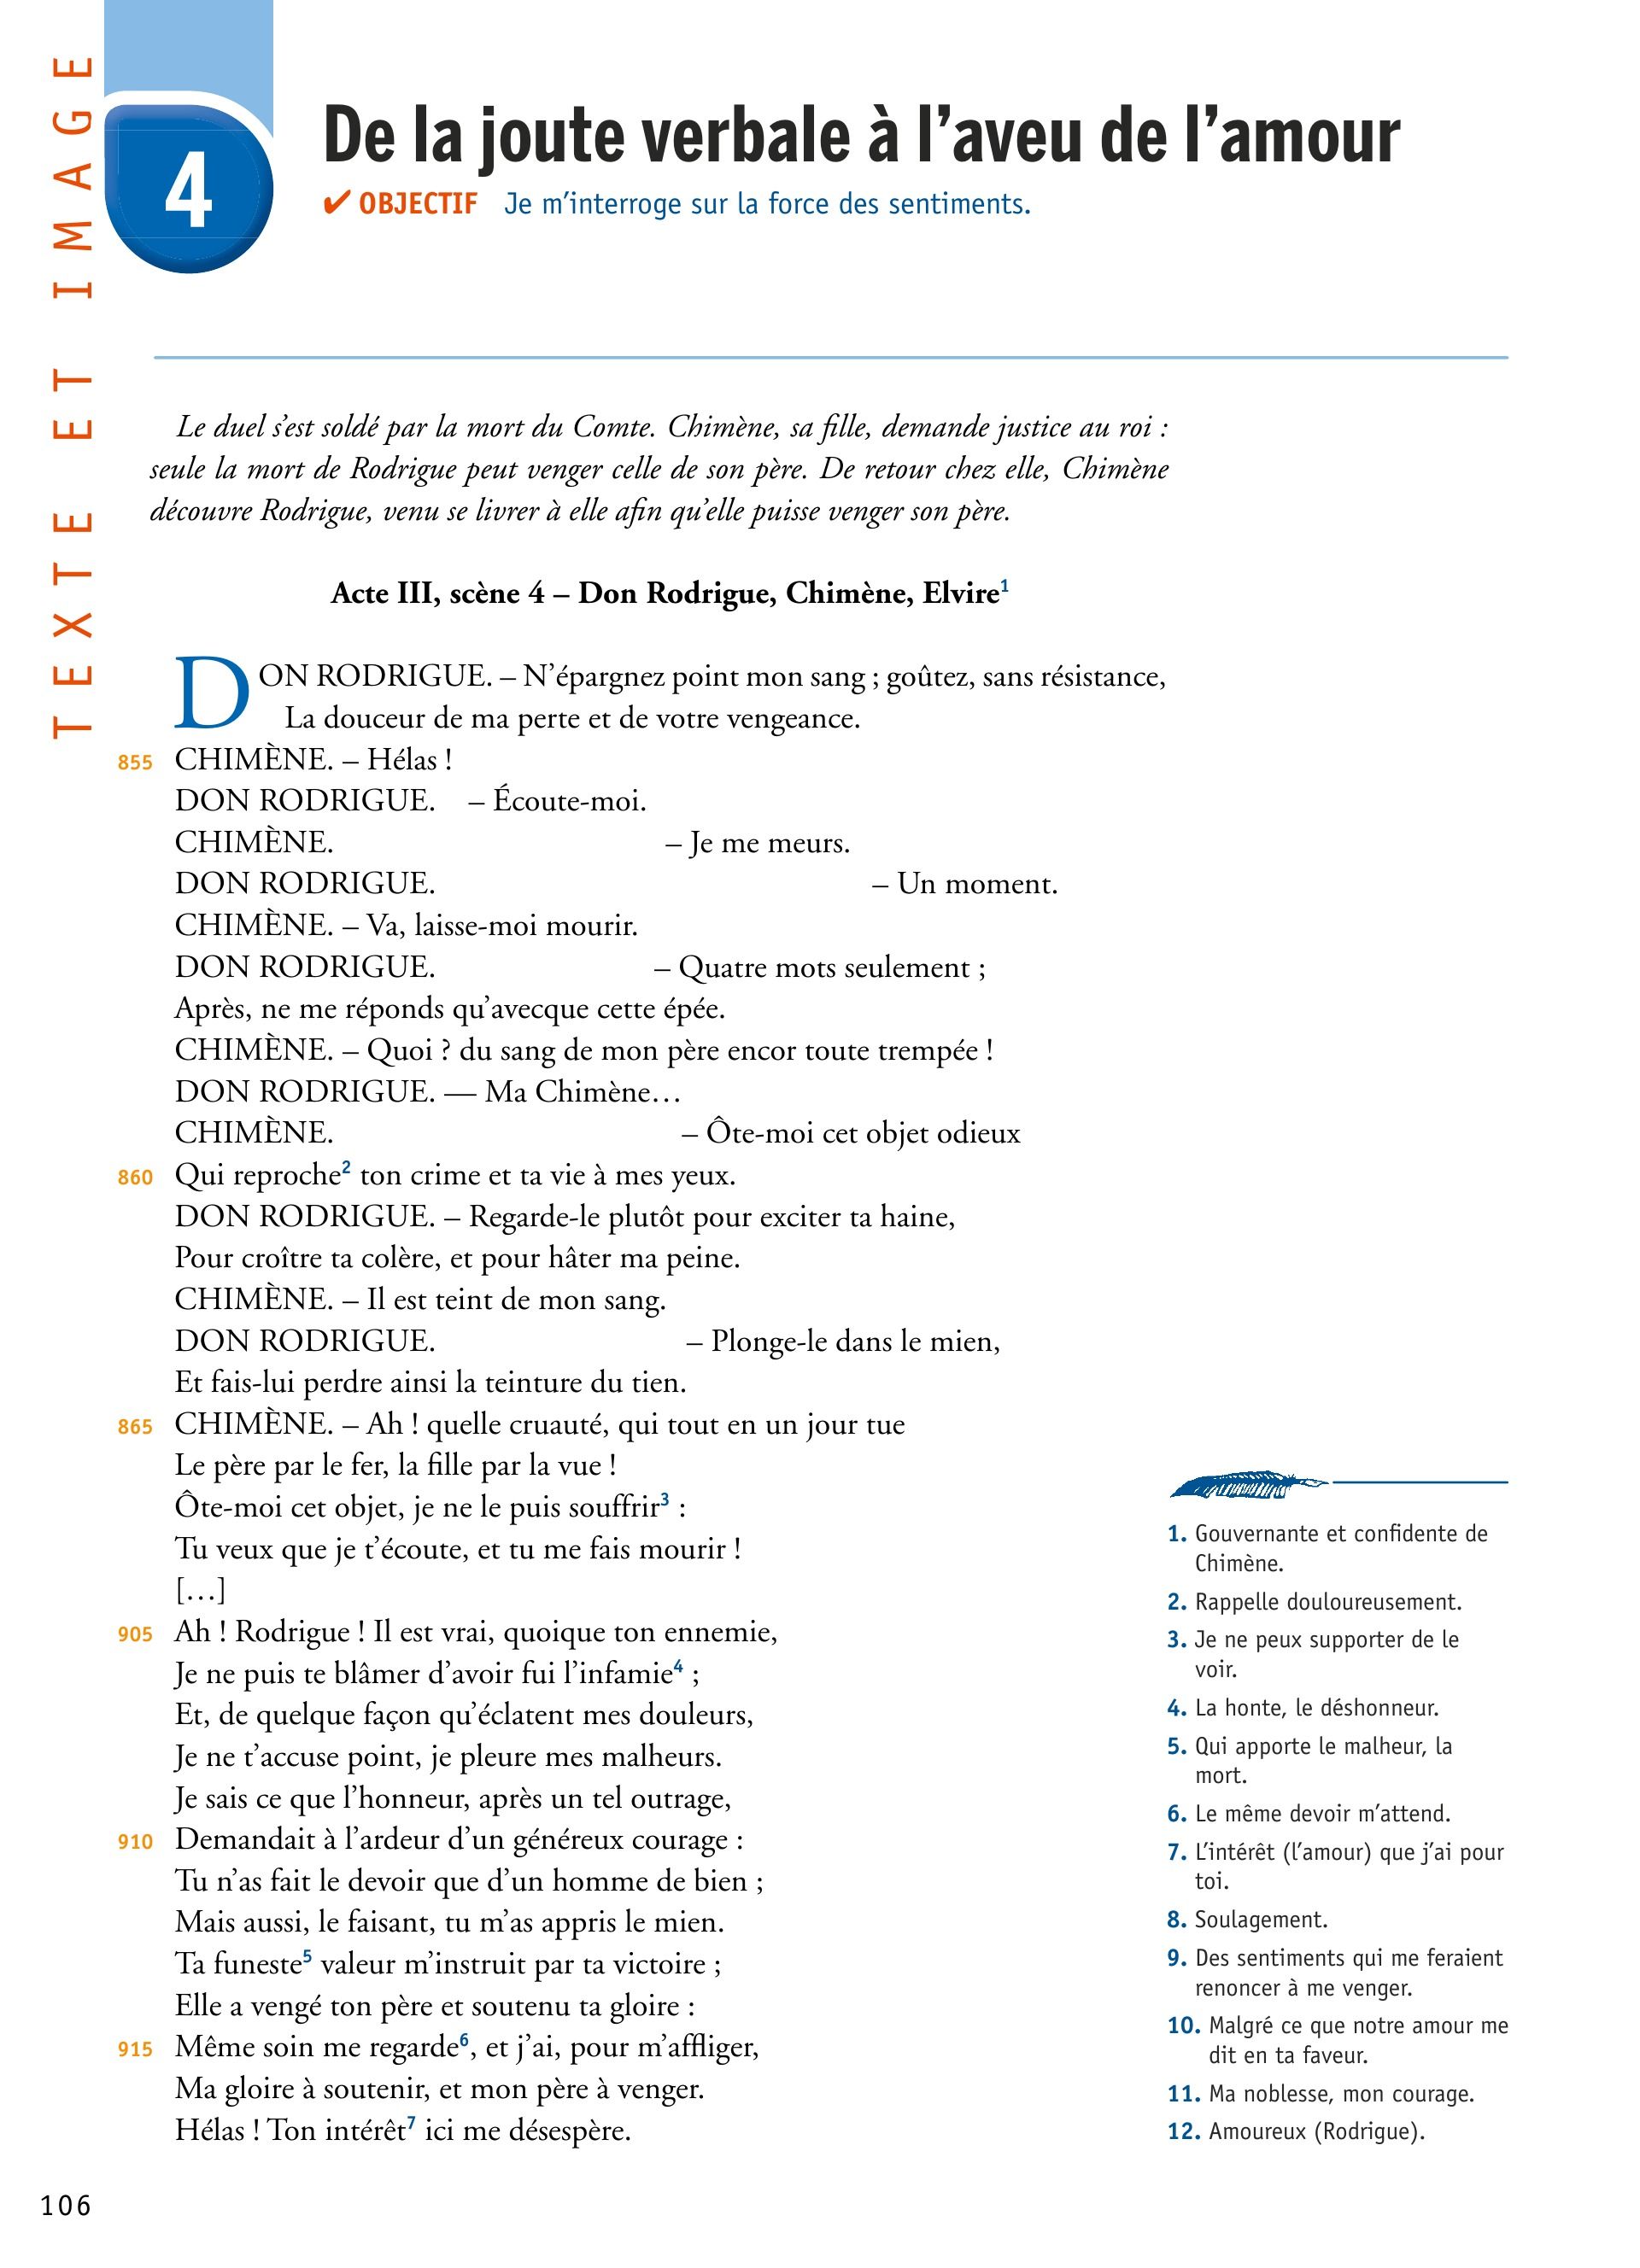 TEXTE ET IMAGE
4
De la joute verbale à l’aveu de l’amour
✔ OBJECTIF Je m’interroge sur la force des sentiments.
Le duel s’est soldé par la mort du Comte. Chimène, sa fille, demande justice au roi :
seule la mort de Rodrigue peut venger celle de son père. De retour chez elle, Chimène
découvre Rodrigue, venu se livrer à elle afin qu’elle puisse venger son père.
Acte III, scène 4 – Don Rodrigue, Chimène, Elvire1
DON RODRIGUE. – N’épargnez point mon sang ; goûtez, sans résistance,
La douceur de ma perte et de votre vengeance.
855 CHIMÈNE. – Hélas !
DON RODRIGUE. – Écoute-moi.
CHIMÈNE. – Je me meurs.
DON RODRIGUE. – Un moment.
CHIMÈNE. – Va, laisse-moi mourir.
DON RODRIGUE. – Quatre mots seulement ;
Après, ne me réponds qu’avecque cette épée.
CHIMÈNE. – Quoi ? du sang de mon père encor toute trempée !
DON RODRIGUE. — Ma Chimène…
CHIMÈNE. – Ôte-moi cet objet odieux
860 Qui reproche2 ton crime et ta vie à mes yeux.
DON RODRIGUE. – Regarde-le plutôt pour exciter ta haine,
Pour croître ta colère, et pour hâter ma peine.
CHIMÈNE. – Il est teint de mon sang.
DON RODRIGUE. – Plonge-le dans le mien,
Et fais-lui perdre ainsi la teinture du tien.
865 CHIMÈNE. – Ah ! quelle cruauté, qui tout en un jour tue
Le père par le fer, la fille par la vue !
Ôte-moi cet objet, je ne le puis souffrir3 :
Tu veux que je t’écoute, et tu me fais mourir !
[…]
905 Ah ! Rodrigue ! Il est vrai, quoique ton ennemie,
Je ne puis te blâmer d’avoir fui l’infamie4 ;
Et, de quelque façon qu’éclatent mes douleurs,
Je ne t’accuse point, je pleure mes malheurs.
Je sais ce que l’honneur, après un tel outrage,
910 Demandait à l’ardeur d’un généreux courage :
Tu n’as fait le devoir que d’un homme de bien ;
Mais aussi, le faisant, tu m’as appris le mien.
Ta funeste5 valeur m’instruit par ta victoire ;
Elle a vengé ton père et soutenu ta gloire :
915 Même soin me regarde6, et j’ai, pour m’affliger,
Ma gloire à soutenir, et mon père à venger.
Hélas ! Ton intérêt7 ici me désespère.
1. Gouvernante et confidente de
Chimène.
2. Rappelle douloureusement.
3. Je ne peux supporter de le
voir.
4. La honte, le déshonneur.
5. Qui apporte le malheur, la
mort.
6. Le même devoir m’attend.
7. L’intérêt (l’amour) que j’ai pour
toi.
8. Soulagement.
9. Des sentiments qui me feraient
renoncer à me venger.
10. Malgré ce que notre amour me
dit en ta faveur.
11. Ma noblesse, mon courage.
12. Amoureux (Rodrigue).
106